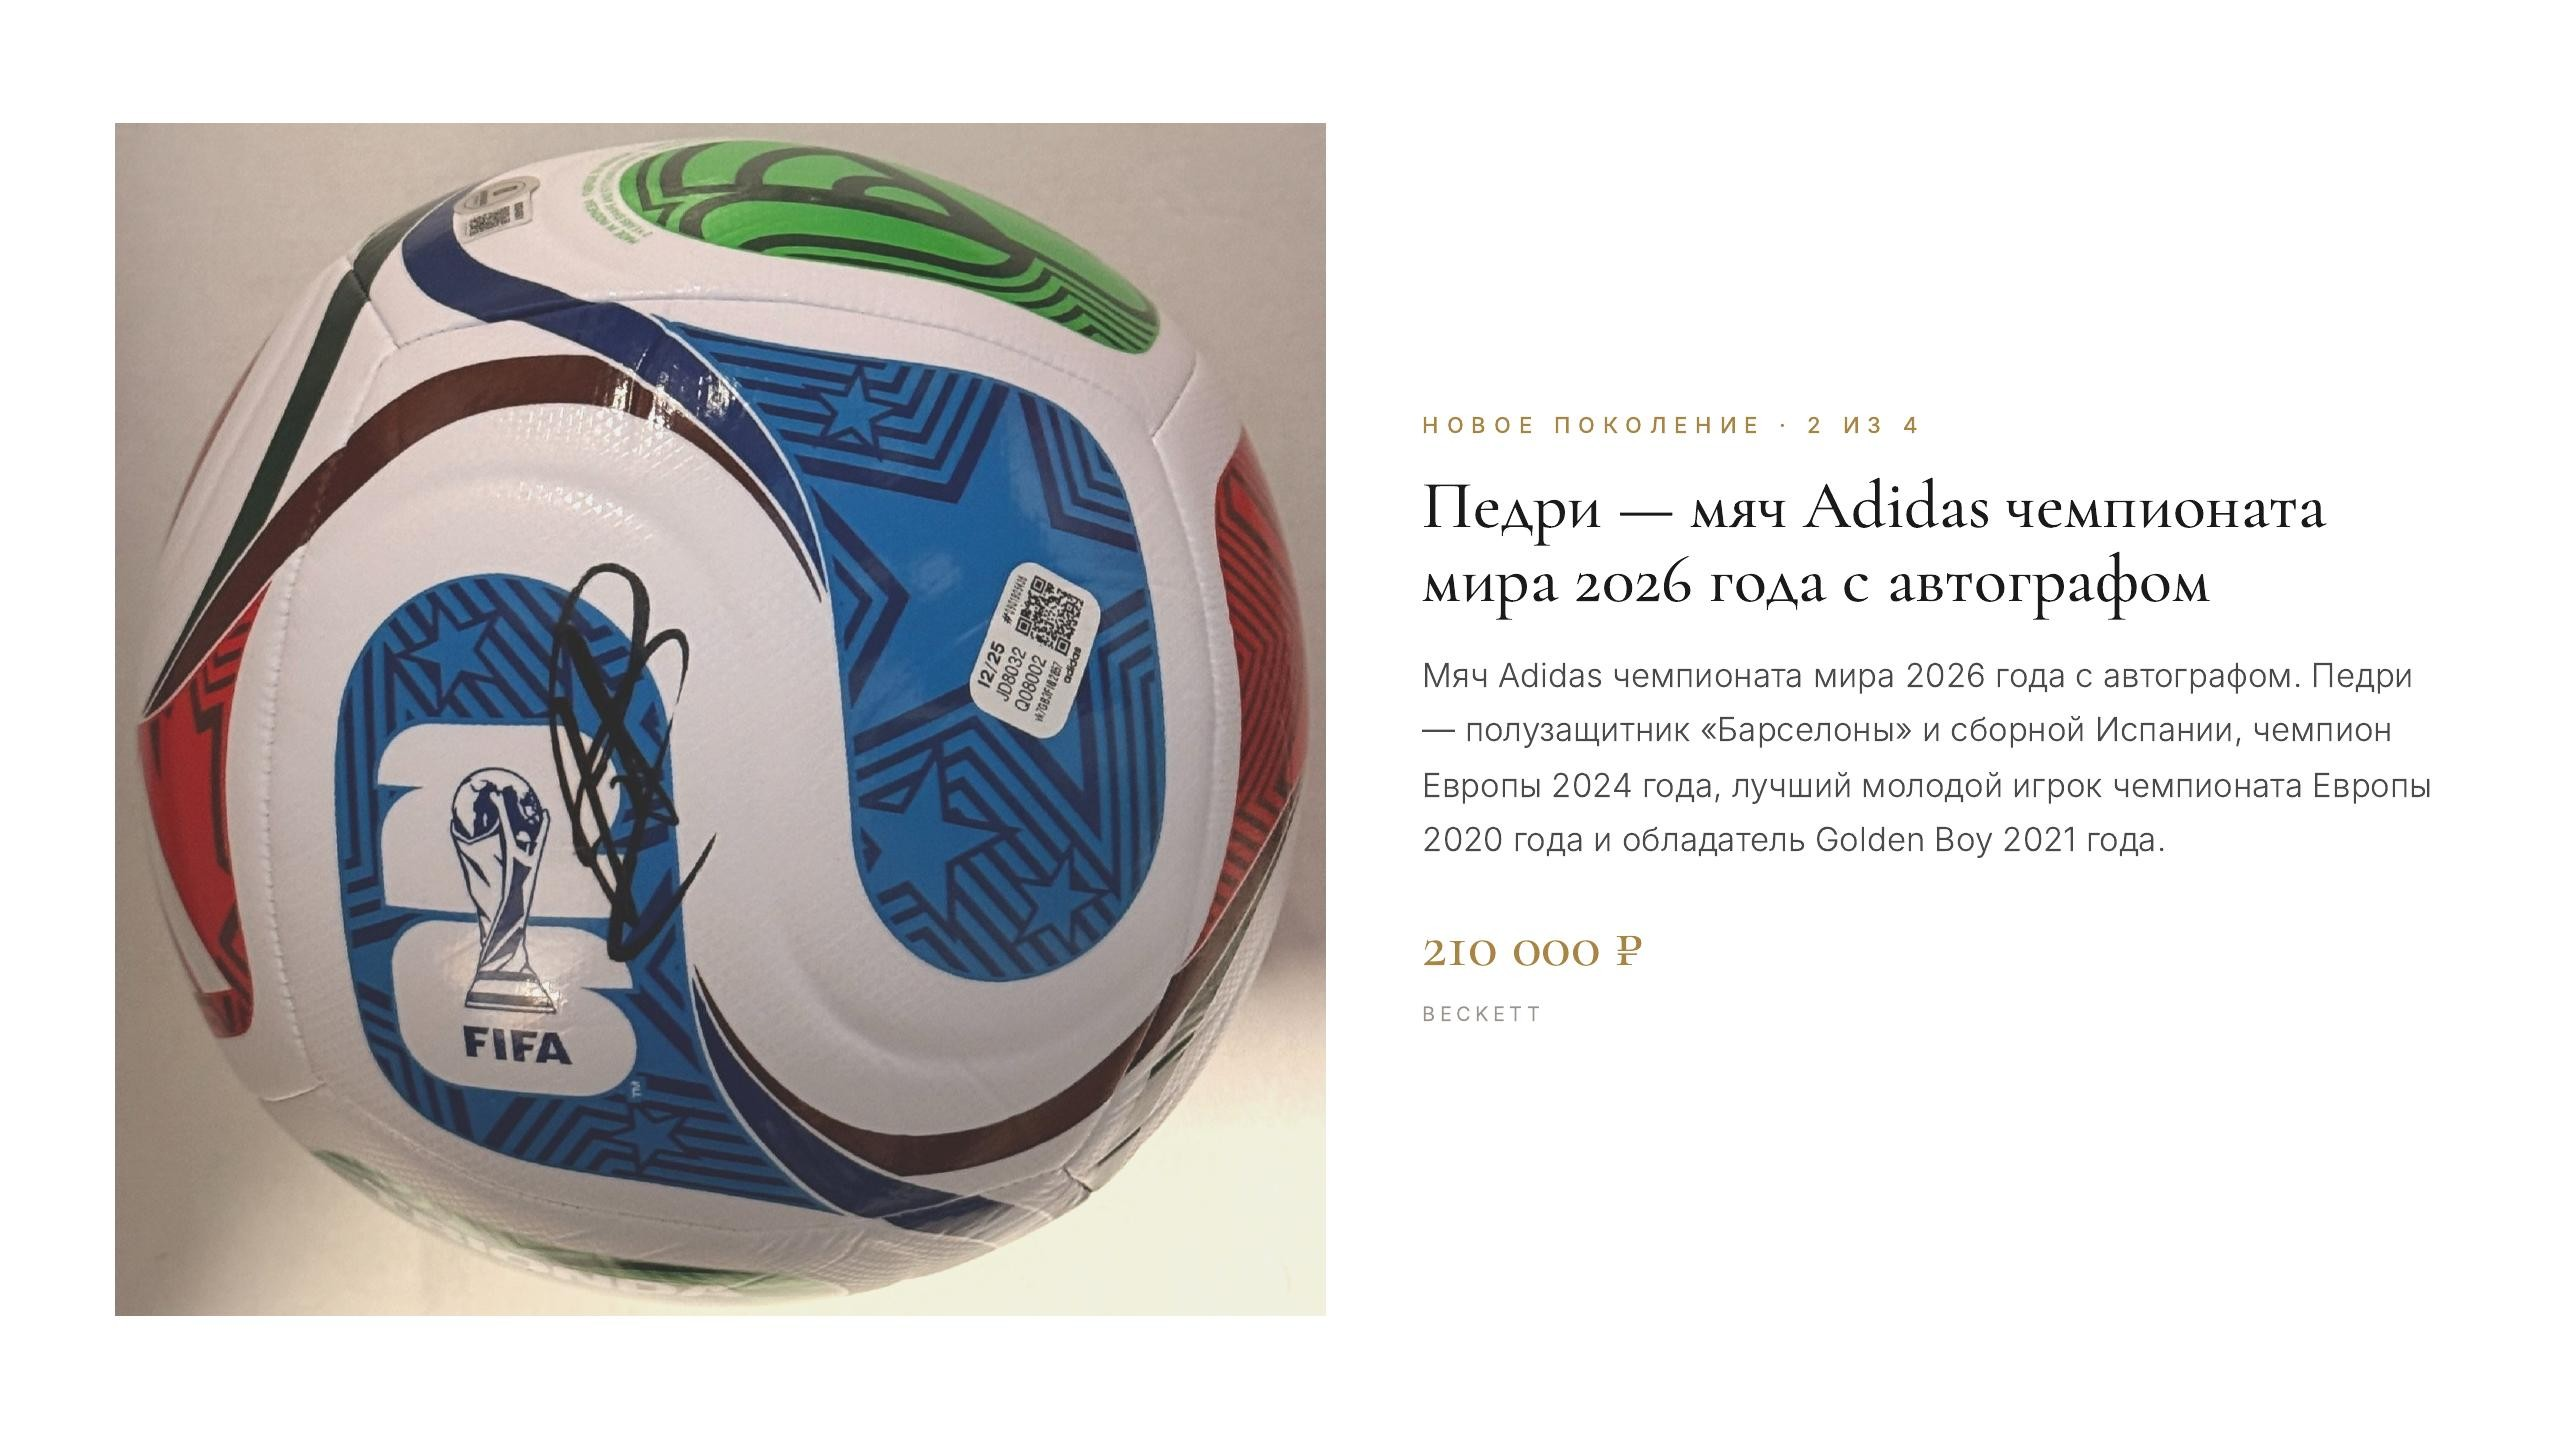 НОВОЕ ПОКОЛЕНИЕ · 2 ИЗ 4
Педри — мяч Adidas чемпионата
мира 2026 года с автографом
Мяч Adidas чемпионата мира 2026 года с автографом. Педри
— полузащитник «Барселоны» и сборной Испании, чемпион
Европы 2024 года, лучший молодой игрок чемпионата Европы
2020 года и обладатель Golden Boy 2021 года.
210 000 ₽
BECKETT
12/25
JD8032
Q08002
adidas
FIFA
TM